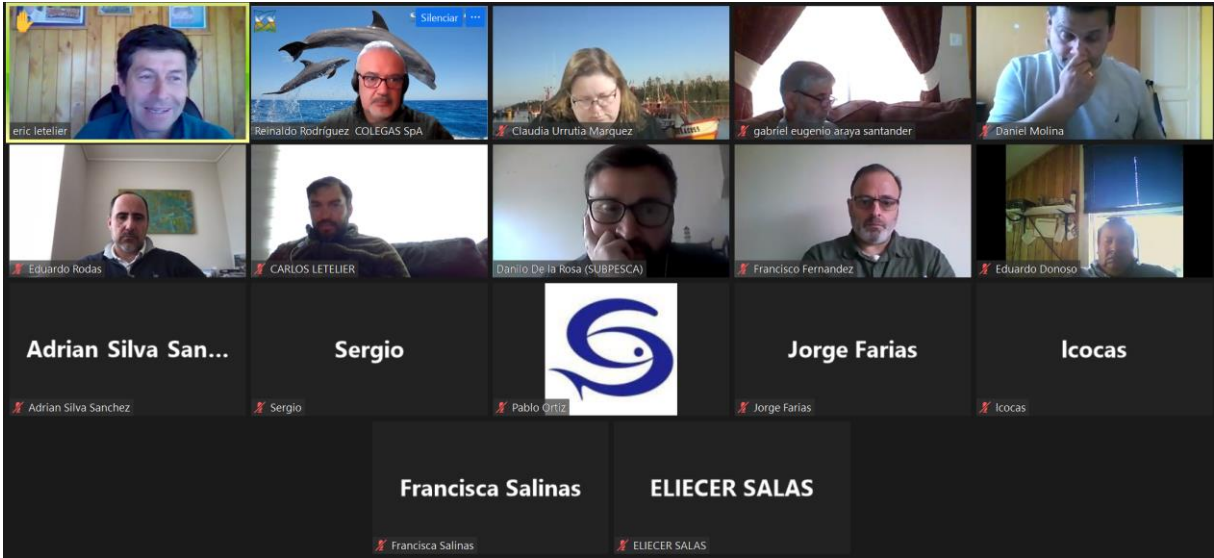 Silenciar ...
eric letelier
Reinaldo Rodríguez COLEGAS SpA
Claudia Urrutia Marquez
gabriel eugenio araya santander
Daniel Molina
Eduardo Rodas
CARLOS LETELIER
Danilo De la Rosa (SUBPESCA)
Francisco Fernandez
Eduardo Donoso
Adrian Silva San...
Sergio
Jorge Farias
lcocas
Adrian Silva Sanchez
Sergio
Pablo Ortiz
Jorge Farias
lcocas
Francisca Salinas
ELIECER SALAS
Francisca Salinas
ELIECER SALAS